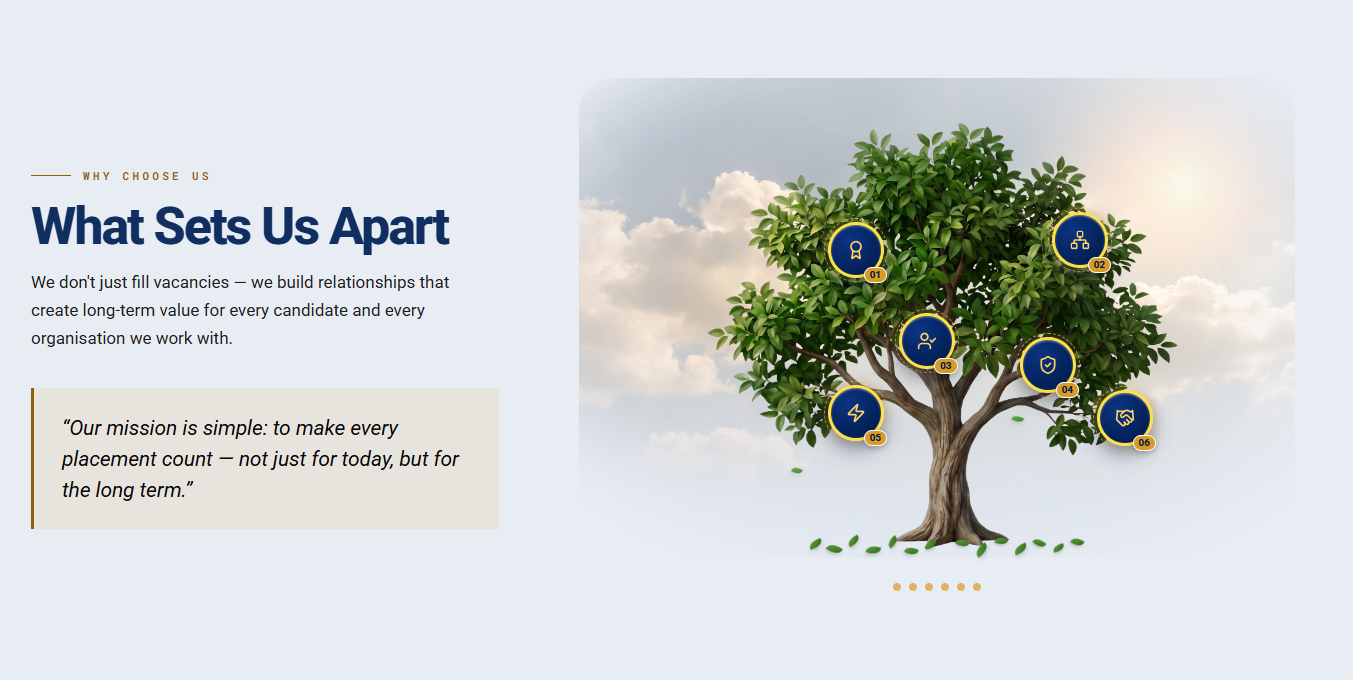 WHY CHOOSE US
What Sets Us Apart
We don't just fill vacancies — we build relationships that
create long-term value for every candidate and every
organisation we work with.
“Our mission is simple: to make every
placement count — not just for today, but for
the long term.”
01
02
03
04
05
06